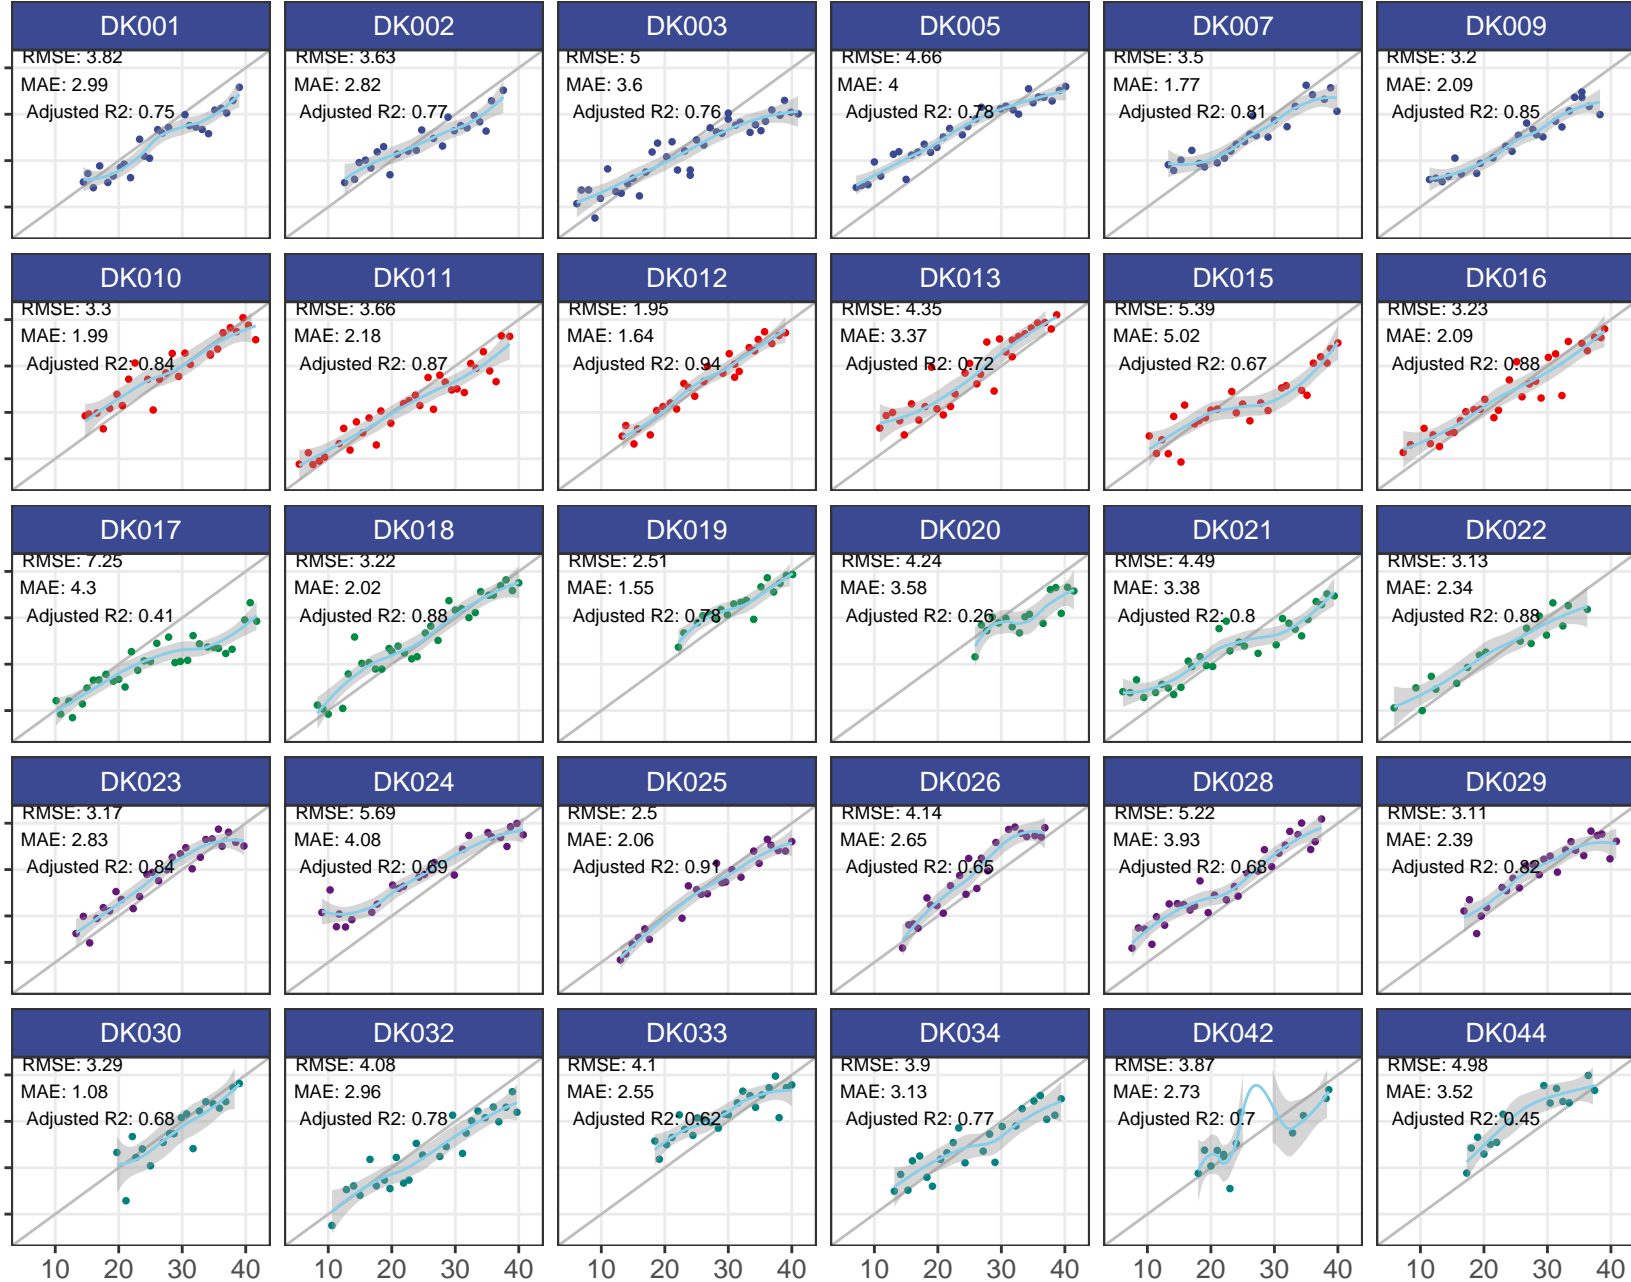 DK001 DK002 DK003 DK005 DK007 DK009
RMSE: 3.82 RMSE: 3.63 RMSE: 5 RMSE: 4.66 RMSE: 3.5 RMSE: 3.2
MAE: 2.99 MAE: 2.82 MAE: 3.6 MAE: 4 MAE: 1.77 MAE: 2.09
Adjusted R2: 0.75 Adjusted R2: 0.77 Adjusted R2: 0.76 Adjusted R2: 0.78 Adjusted R2: 0.81 Adjusted R2: 0.85
DK010 DK011 DK012 DK013 DK015 DK016
RMSE: 3.3 RMSE: 3.66 RMSE: 1.95 RMSE: 4.35 RMSE: 5.39 RMSE: 3.23
MAE: 1.99 MAE: 2.18 MAE: 1.64 MAE: 3.37 MAE: 5.02 MAE: 2.09
Adjusted R2: 0.84 Adjusted R2: 0.87 Adjusted R2: 0.94 Adjusted R2: 0.72 Adjusted R2: 0.67 Adjusted R2: 0.88
DK017 DK018 DK019 DK020 DK021 DK022
RMSE: 7.25 RMSE: 3.22 RMSE: 2.51 RMSE: 4.24 RMSE: 4.49 RMSE: 3.13
MAE: 4.3 MAE: 2.02 MAE: 1.55 MAE: 3.58 MAE: 3.38 MAE: 2.34
Adjusted R2: 0.41 Adjusted R2: 0.88 Adjusted R2: 0.78 Adjusted R2: 0.26 Adjusted R2: 0.8 Adjusted R2: 0.88
DK023 DK024 DK025 DK026 DK028 DK029
RMSE: 3.17 RMSE: 5.69 RMSE: 2.5 RMSE: 4.14 RMSE: 5.22 RMSE: 3.11
MAE: 2.83 MAE: 4.08 MAE: 2.06 MAE: 2.65 MAE: 3.93 MAE: 2.39
Adjusted R2: 0.84 Adjusted R2: 0.69 Adjusted R2: 0.91 Adjusted R2: 0.65 Adjusted R2: 0.68 Adjusted R2: 0.82
DK030 DK032 DK033 DK034 DK042 DK044
RMSE: 3.29 RMSE: 4.08 RMSE: 4.1 RMSE: 3.9 RMSE: 3.87 RMSE: 4.98
MAE: 1.08 MAE: 2.96 MAE: 2.55 MAE: 3.13 MAE: 2.73 MAE: 3.52
Adjusted R2: 0.68 Adjusted R2: 0.78 Adjusted R2: 0.62 Adjusted R2: 0.77 Adjusted R2: 0.7 Adjusted R2: 0.45
10 20 30 40 10 20 30 40 10 20 30 40 10 20 30 40 10 20 30 40 10 20 30 40